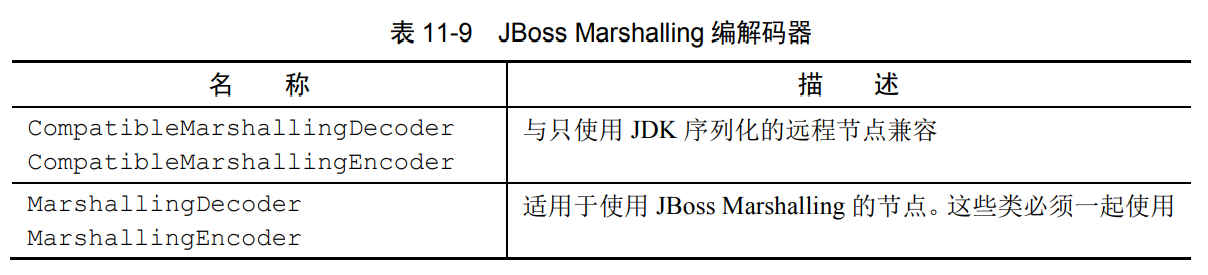 表 11-9 JBoss Marshalling 编解码器
名 称 描 述
CompatibleMarshallingDecoder 与只使用 JDK 序列化的远程节点兼容
CompatibleMarshallingEncoder
MarshallingDecoder 适用于使用 JBoss Marshalling 的节点。这些类必须一起使用
MarshallingEncoder